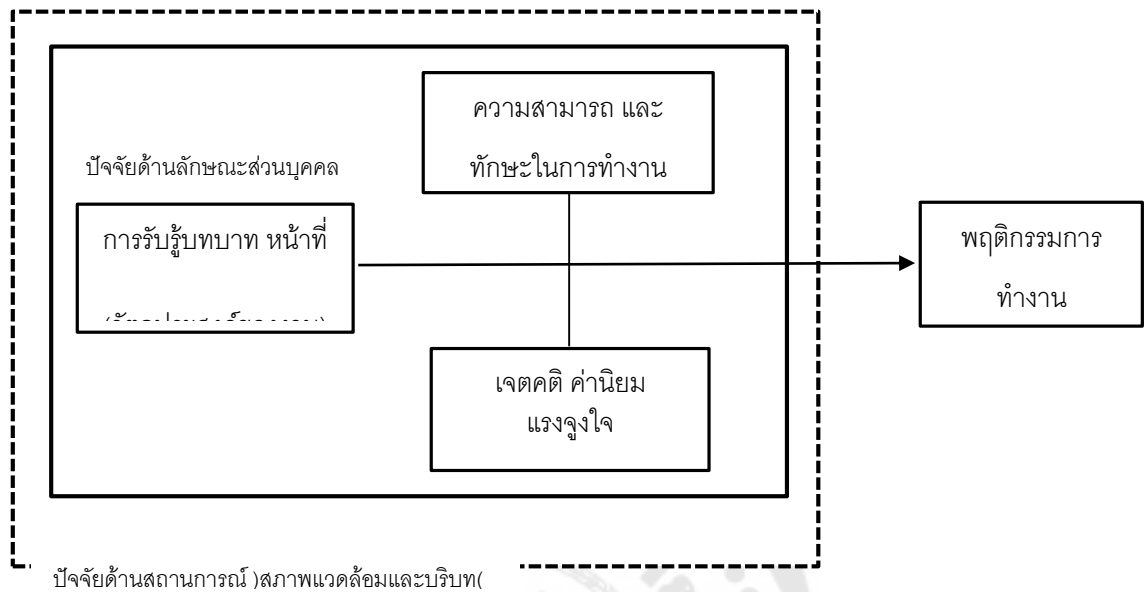 ความสามารถ และ
ทักษะในการทำงาน
ปัจจัยด้านลักษณะส่วนบุคคล
การรับรู้บทบาท หน้าที่
พฤติกรรมการ
ทำงาน
เจตคติ ค่านิยม
แรงจูงใจ
ปัจจัยด้านสถานการณ์ )สภาพแวดล้อมและบริบท(